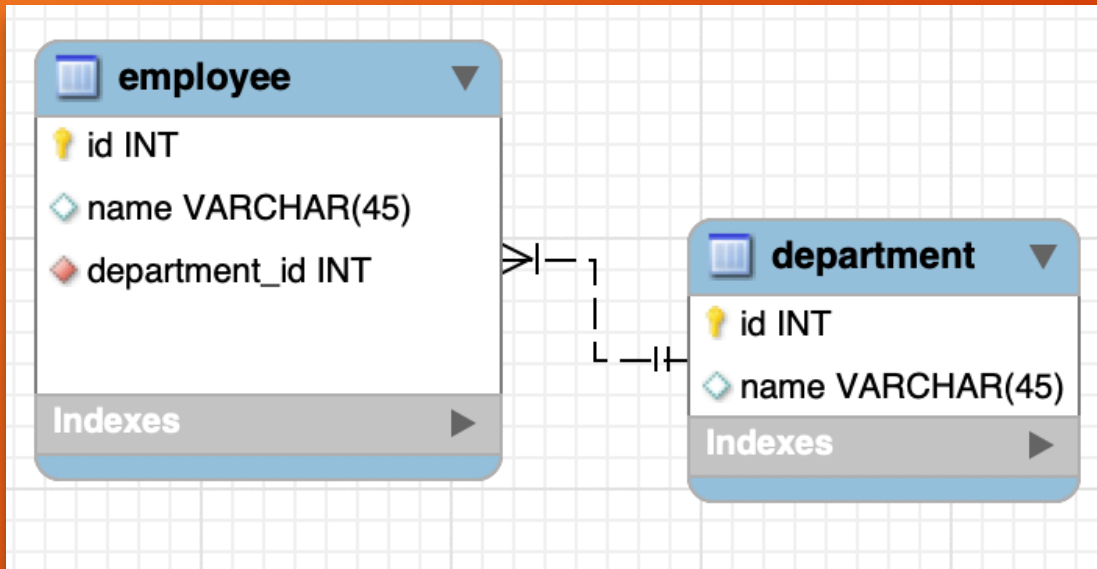 employee
id INT
name VARCHAR(45)
department_id INT
Indexes
department
id INT
name VARCHAR(45)
Indexes